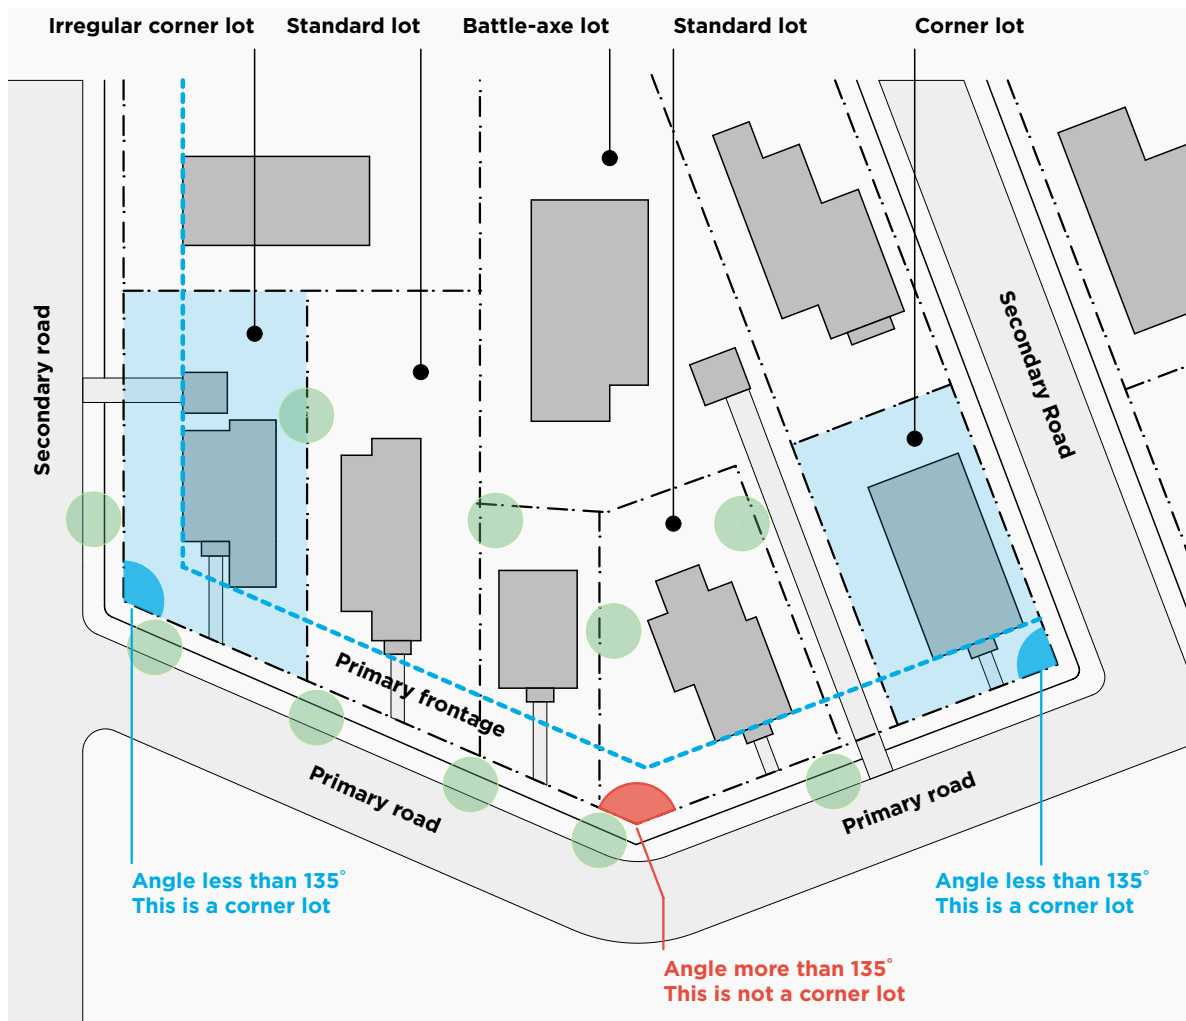 Irregular corner lot
Standard lot
Battle-axe lot
Standard lot
Corner lot
Secondary road
Secondary Road
Primary frontage
Primary road
Primary road
Angle less than 135°
This is a corner lot
Angle less than 135°
This is a corner lot
Angle more than 135°
This is not a corner lot